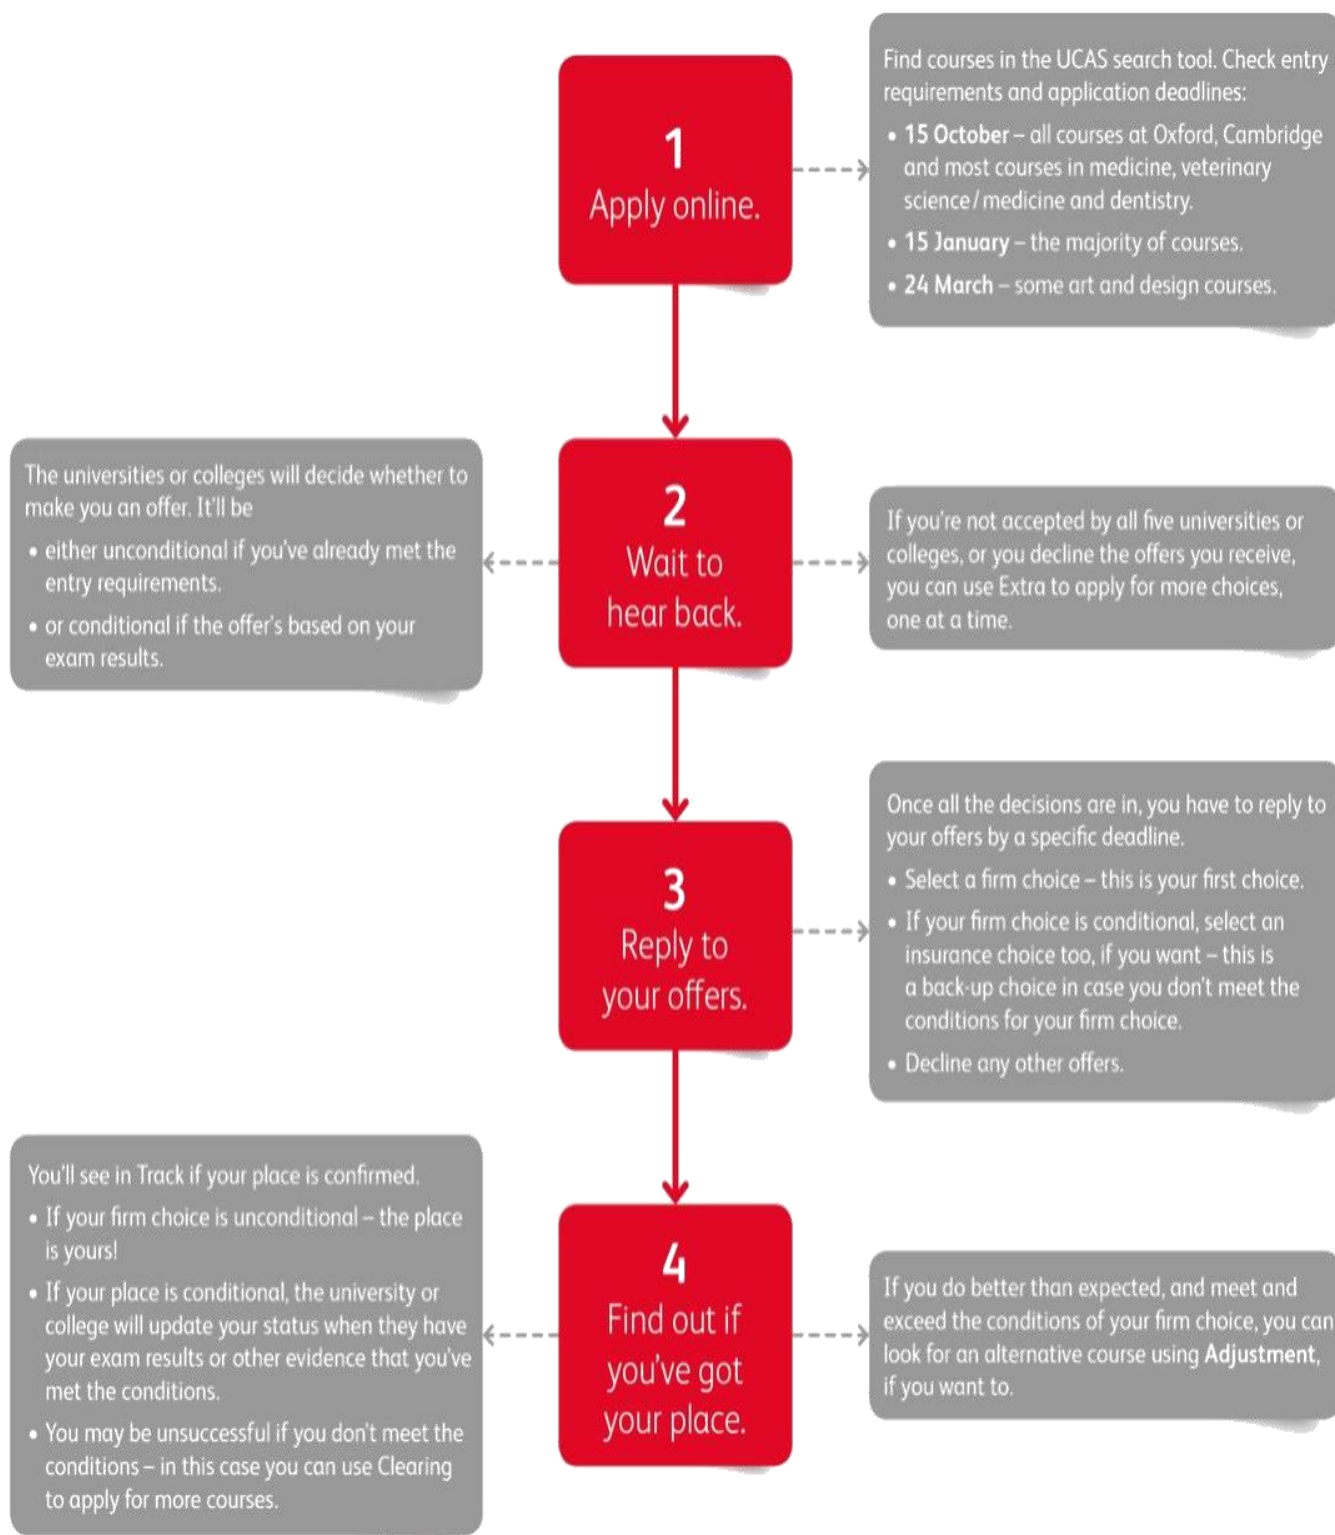 1
Apply online.
Find courses in the UCAS search tool. Check entry
requirements and application deadlines:
• 15 October – all courses at Oxford, Cambridge
and most courses in medicine, veterinary
science/medicine and dentistry.
• 15 January – the majority of courses.
• 24 March – some art and design courses.
The universities or colleges will decide whether to
make you an offer. It'll be
• either unconditional if you've already met the
entry requirements.
• or conditional if the offer's based on your
exam results.
2
Wait to
hear back.
If you're not accepted by all five universities or
colleges, or you decline the offers you receive,
you can use Extra to apply for more choices,
one at a time.
3
Reply to
your offers.
Once all the decisions are in, you have to reply to
your offers by a specific deadline.
• Select a firm choice – this is your first choice.
• If your firm choice is conditional, select an
insurance choice too, if you want – this is
a back-up choice in case you don't meet the
conditions for your firm choice.
• Decline any other offers.
You'll see in Track if your place is confirmed.
• If your firm choice is unconditional – the place
is yours!
• If your place is conditional, the university or
college will update your status when they have
your exam results or other evidence that you've
met the conditions.
• You may be unsuccessful if you don't meet the
conditions – in this case you can use Clearing
to apply for more courses.
4
Find out if
you've got
your place.
If you do better than expected, and meet and
exceed the conditions of your firm choice, you can
look for an alternative course using Adjustment,
if you want to.